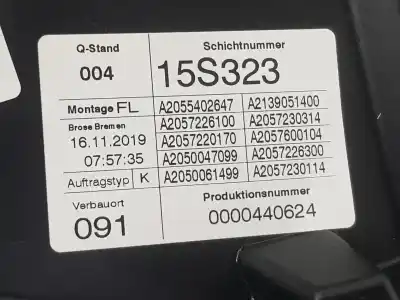 Q-Stand Schichtnummer
004 15S323
Montage FL A2055402647 A2139051400
Brose Bremen A2057226100 A2057230314
16.11.2019 A2057220170 A2057600104
07:57:35 A2050047099 A2057226300
Auftragstyp K A2050061499 A2057230114
Verbauort Produktionsnummer
091 0000440624